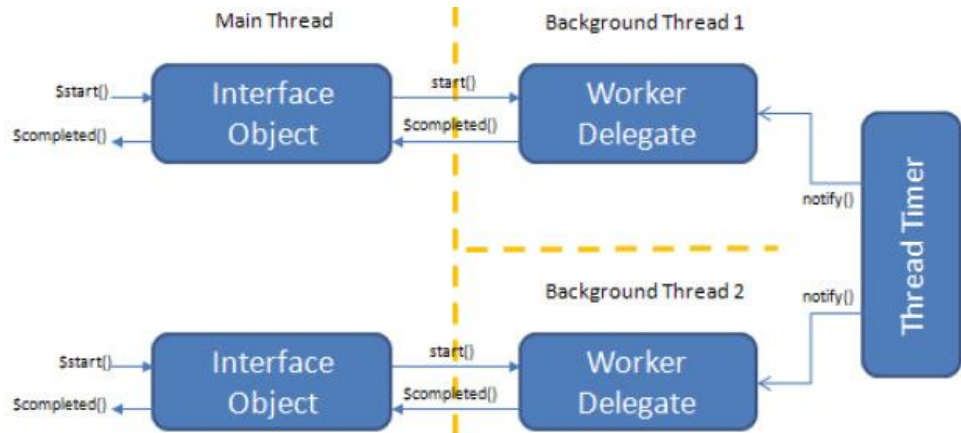 Main Thread
Background Thread 1
$start()
Interface
Object
start()
Worker
Delegate
$completed()
$completed()
notify()
Thread Timer
Background Thread 2
notify()
$start()
Interface
Object
start()
Worker
Delegate
$completed()
$completed()